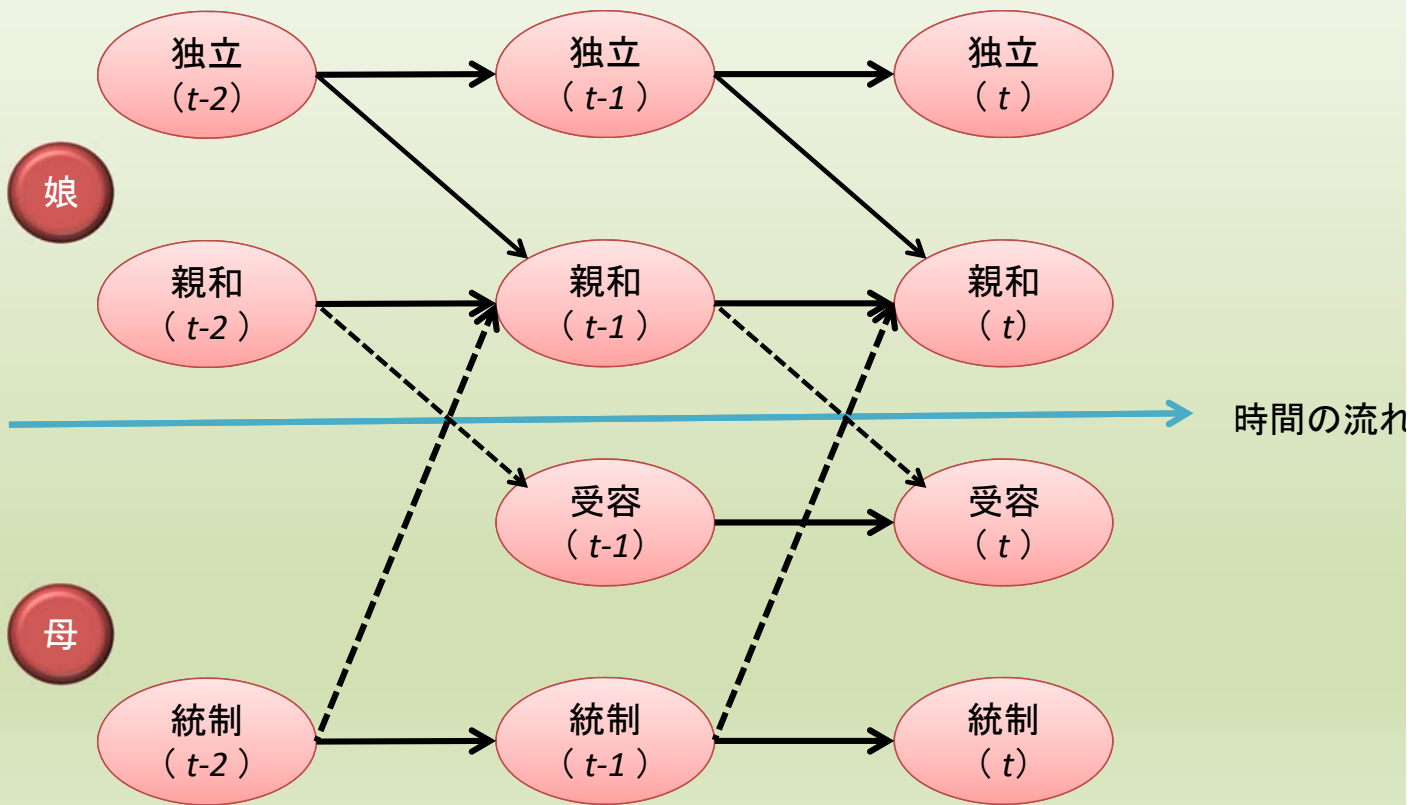 独立
（t-2）
独立
（ t-1 ）
独立
（ t ）
娘
親和
（ t-2 ）
親和
（ t-1 ）
親和
（ t）
時間の流れ
受容
（ t-1）
受容
（ t ）
母
統制
（ t-2 ）
統制
（ t-1 ）
統制
（ t）